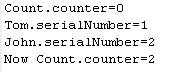 Count.counter=0
Tom.serialNumber=1
John.serialNumber=2
Now Count.counter=2